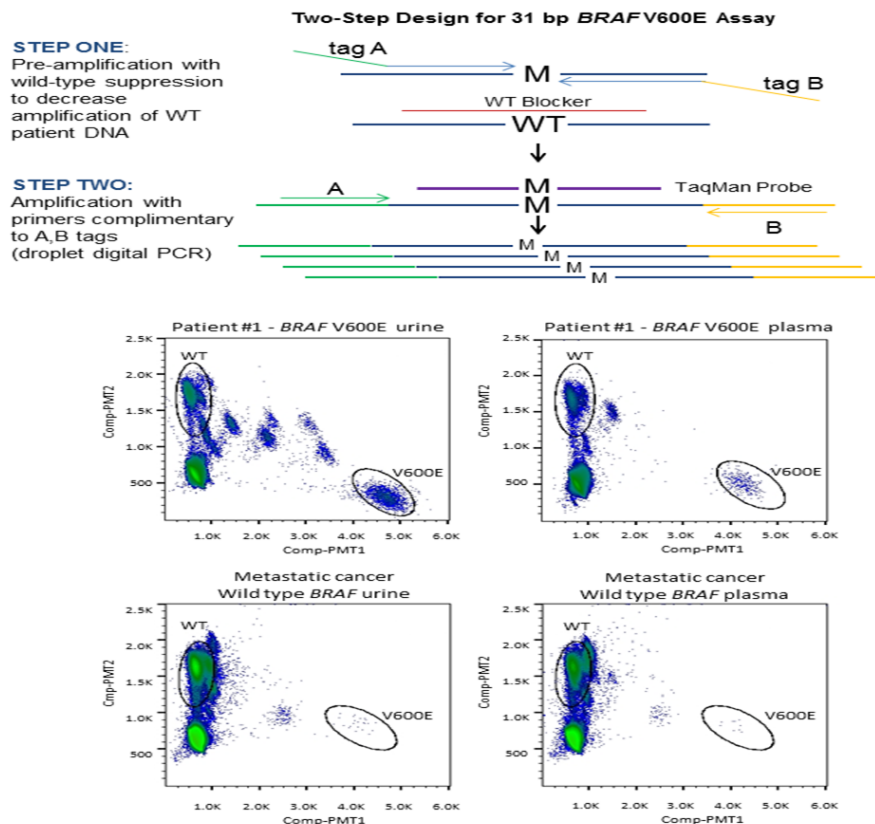 Two-Step Design for 31 bp BRAF V600E Assay
STEP ONE:
Pre-amplification with
wild-type suppression
to decrease
amplification of WT
patient DNA
tag A
M
tag B
WT Blocker
WT
STEP TWO:
Amplification with
primers complimentary
to A,B tags
(droplet digital PCR)
A
M
TaqMan Probe
M
B
M
M
M
M
Patient #1 - BRAF V600E urine
2.5K
2.0K
1.5K
1.0K
500
Comp-PMT2
WT
V600E
1.0K 2.0K 3.0K 4.0K 5.0K 6.0K
Comp-PMT1
Patient #1 - BRAF V600E plasma
2.5K
2.0K
1.5K
1.0K
500
Comp-PMT2
WT
V600E
1.0K 2.0K 3.0K 4.0K 5.0K 6.0K
Comp-PMT1
Metastatic cancer
Wild type BRAF urine
2.5K
2.0K
1.5K
1.0K
500
Cmp-PMT2
WT
V600E
1.0K 2.0K 3.0K 4.0K 5.0K 6.0K
Comp-PMT1
Metastatic cancer
Wild type BRAF plasma
2.5K
2.0K
1.5K
1.0K
500
Comp-PMT2
WT
V600E
1.0K 2.0K 3.0K 4.0K 5.0K 6.0K
Comp-PMT1